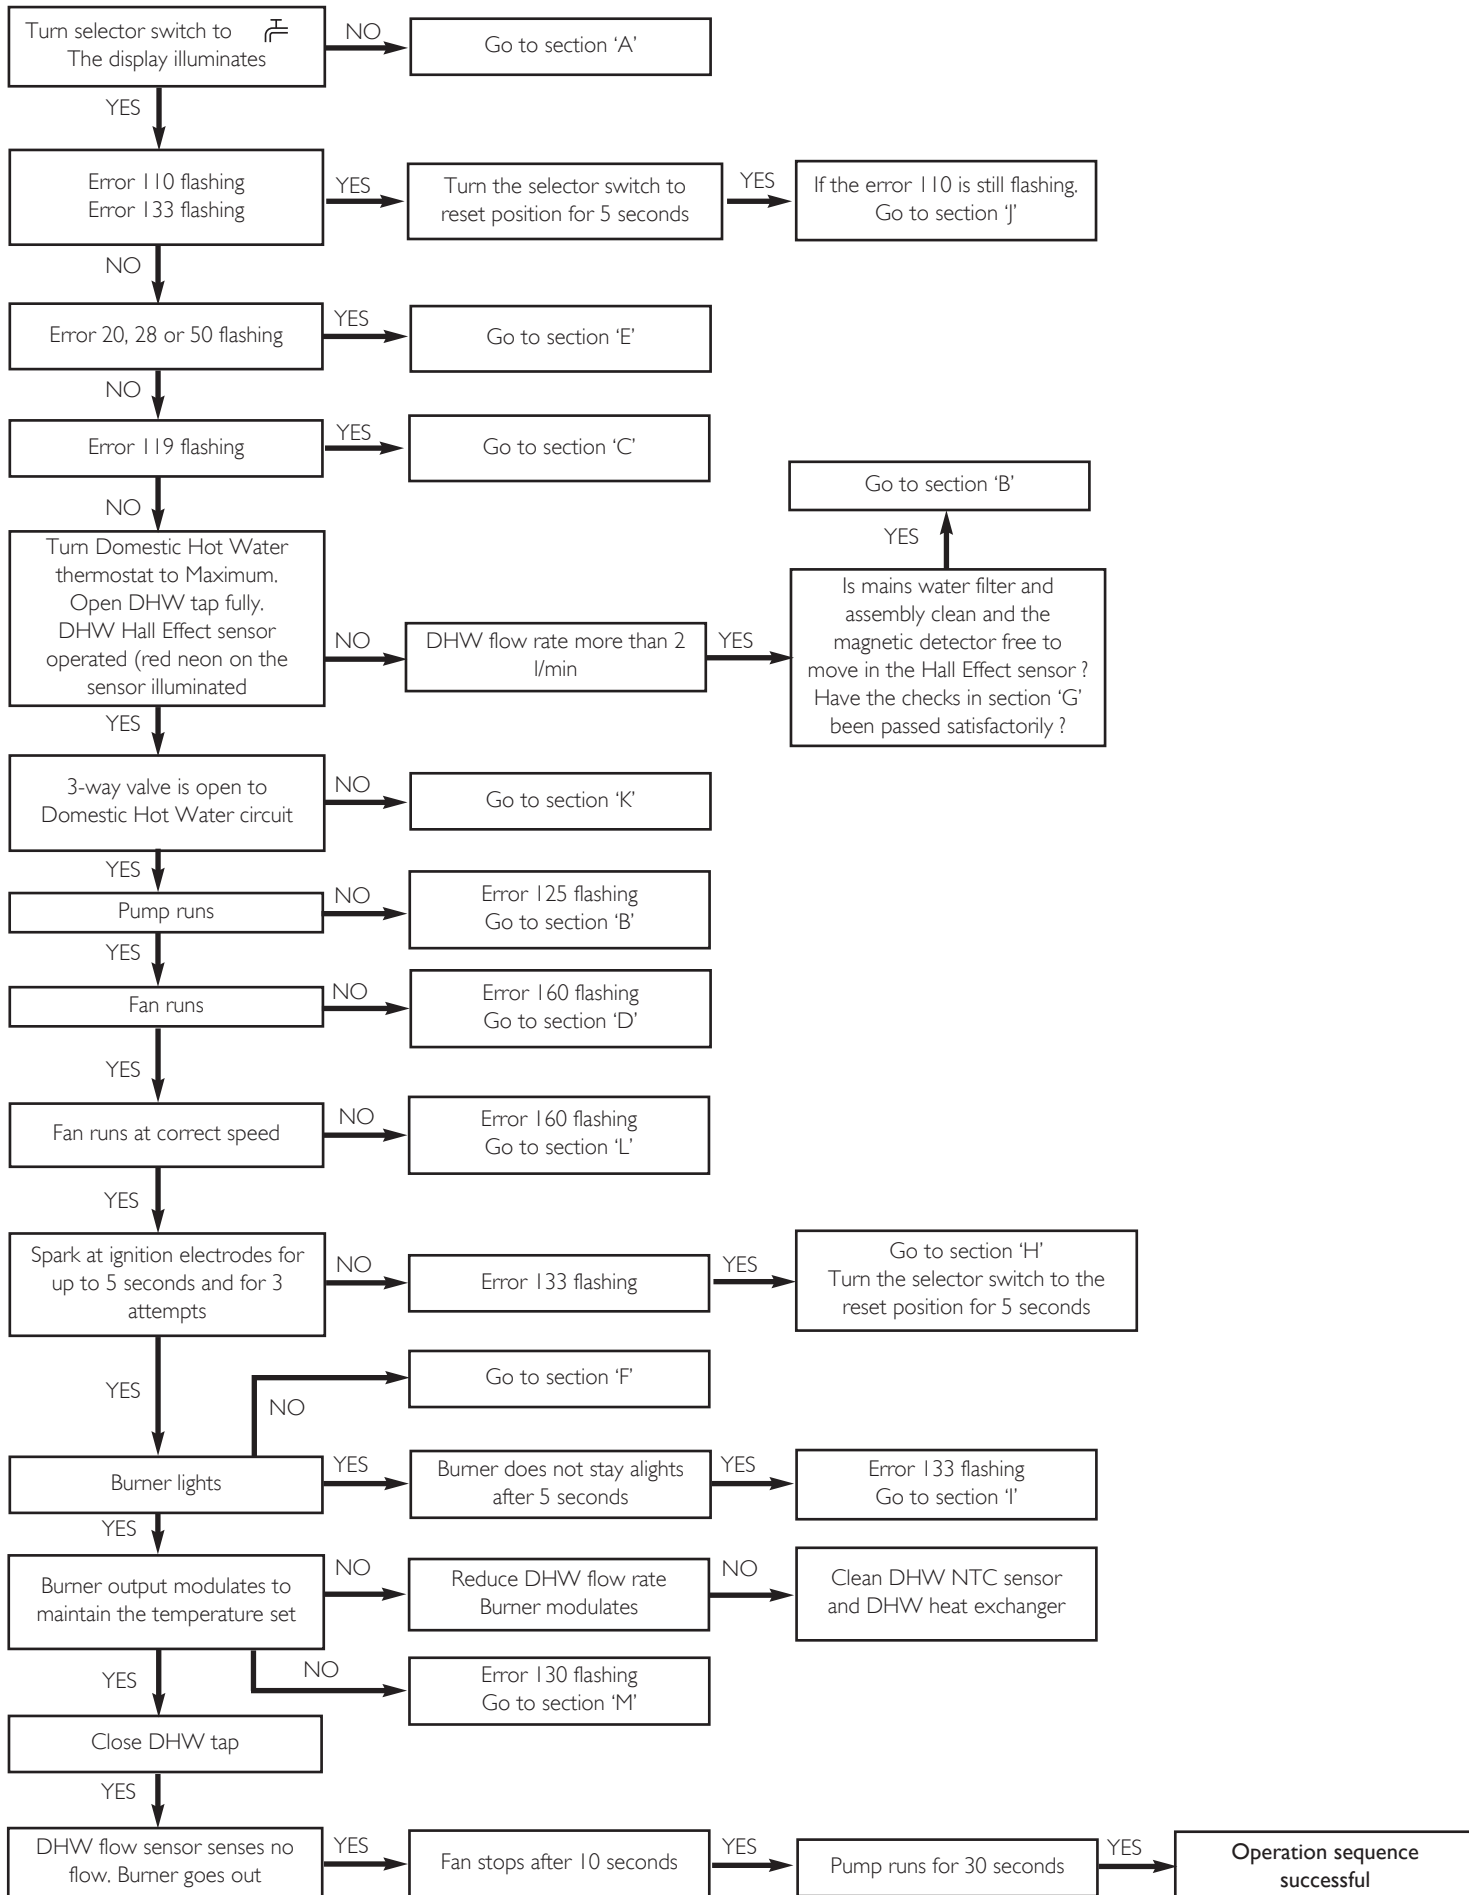 Turn selector switch to
The display illuminates
NO
Go to section ‘A’
YES
Error 110 flashing
Error 133 flashing
YES
Turn the selector switch to
reset position for 5 seconds
YES
If the error 110 is still flashing.
Go to section ‘J’
NO
Error 20, 28 or 50 flashing
YES
Go to section ‘E’
NO
Error 119 flashing
YES
Go to section ‘C’
NO
Turn Domestic Hot Water
thermostat to Maximum.
Open DHW tap fully.
DHW Hall Effect sensor
operated (red neon on the
sensor illuminated
NO
DHW flow rate more than 2
l/min
YES
Is mains water filter and
assembly clean and the
magnetic detector free to
move in the Hall Effect sensor ?
Have the checks in section ‘G’
been passed satisfactorily ?
YES
Go to section ‘B’
YES
3-way valve is open to
Domestic Hot Water circuit
NO
Go to section ‘K’
YES
Pump runs
NO
Error 125 flashing
Go to section ‘B’
YES
Fan runs
NO
Error 160 flashing
Go to section ‘D’
YES
Fan runs at correct speed
NO
Error 160 flashing
Go to section ‘L’
YES
Spark at ignition electrodes for
up to 5 seconds and for 3
attempts
NO
Error 133 flashing
YES
Go to section ‘H’
Turn the selector switch to the
reset position for 5 seconds
YES
NO
Go to section ‘F’
Burner lights
YES
Burner does not stay alights
after 5 seconds
YES
Error 133 flashing
Go to section ‘I’
YES
Burner output modulates to
maintain the temperature set
NO
Reduce DHW flow rate
Burner modulates
NO
Clean DHW NTC sensor
and DHW heat exchanger
NO
Error 130 flashing
Go to section ‘M’
YES
Close DHW tap
YES
DHW flow sensor senses no
flow. Burner goes out
YES
Fan stops after 10 seconds
YES
Pump runs for 30 seconds
YES
Operation sequence
successful